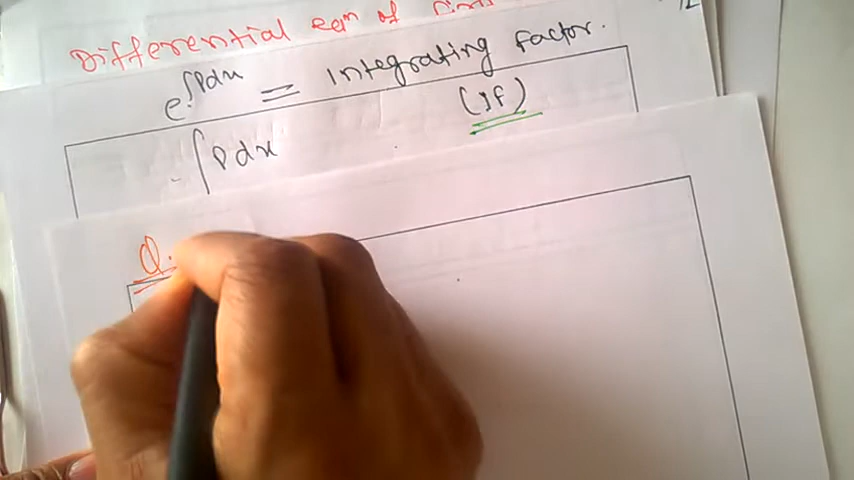 Differential eqn of
e^∫Pdx = Integrating Factor.
(If)
∫Pdx
Q.